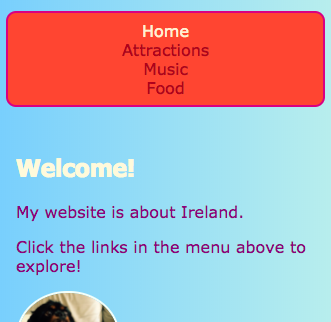 Home
Attractions
Music
Food
Welcome!
My website is about Ireland.
Click the links in the menu above to
explore!